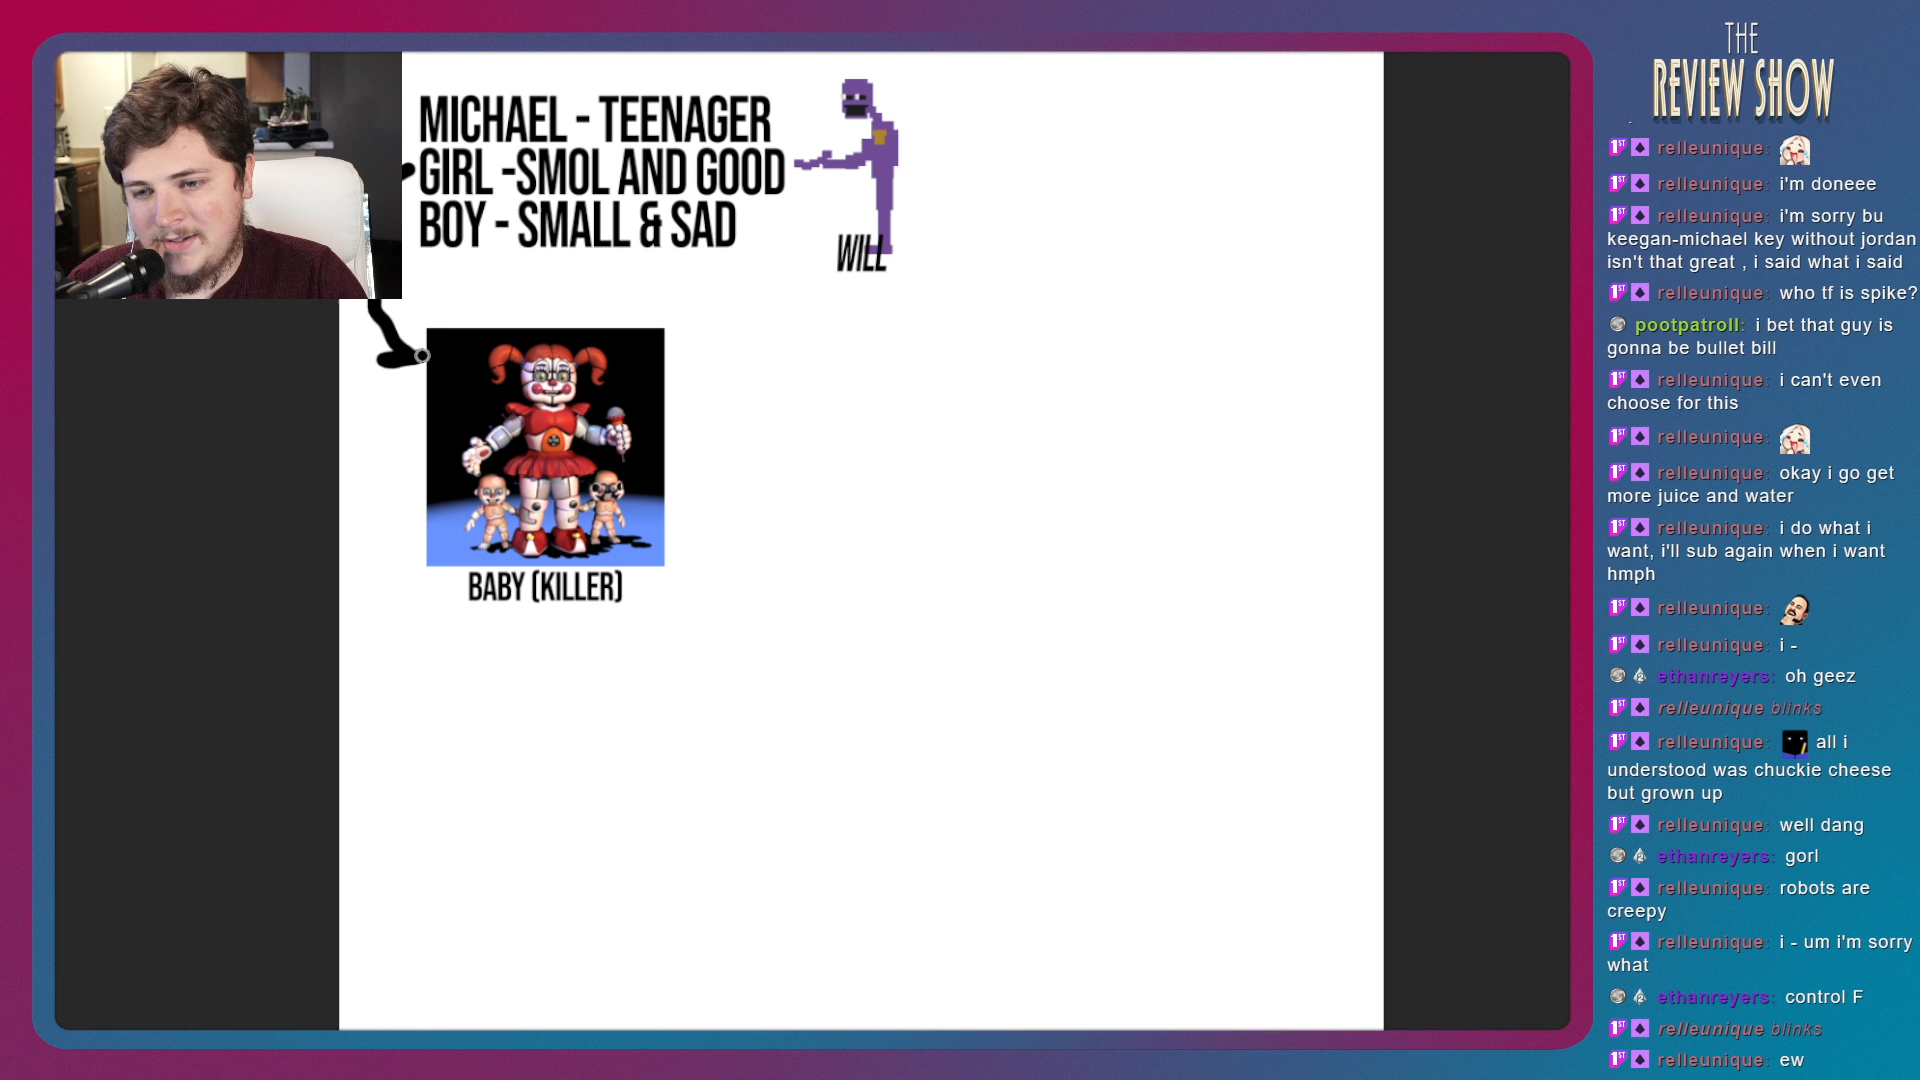 THE
REVIEW SHOW
MICHAEL - TEENAGER
GIRL -SMOL AND GOOD
BOY - SMALL & SAD
WILL
BABY (KILLER)
relleunique:
relleunique: i'm doneee
relleunique: i'm sorry bu
keegan-michael key without jordan
isn't that great , i said what i said
relleunique: who tf is spike?
pootpatroll: i bet that guy is
gonna be bullet bill
relleunique: i can't even
choose for this
relleunique:
relleunique: okay i go get
more juice and water
relleunique: i do what i
want, i'll sub again when i want
hmph
relleunique:
relleunique: i -
ethanreyers: oh geez
relleunique blinks
relleunique: all i
understood was chuckie cheese
but grown up
relleunique: well dang
ethanreyers: gorl
relleunique: robots are
creepy
relleunique: i - um i'm sorry
what
ethanreyers: control F
relleunique blinks
relleunique: ew